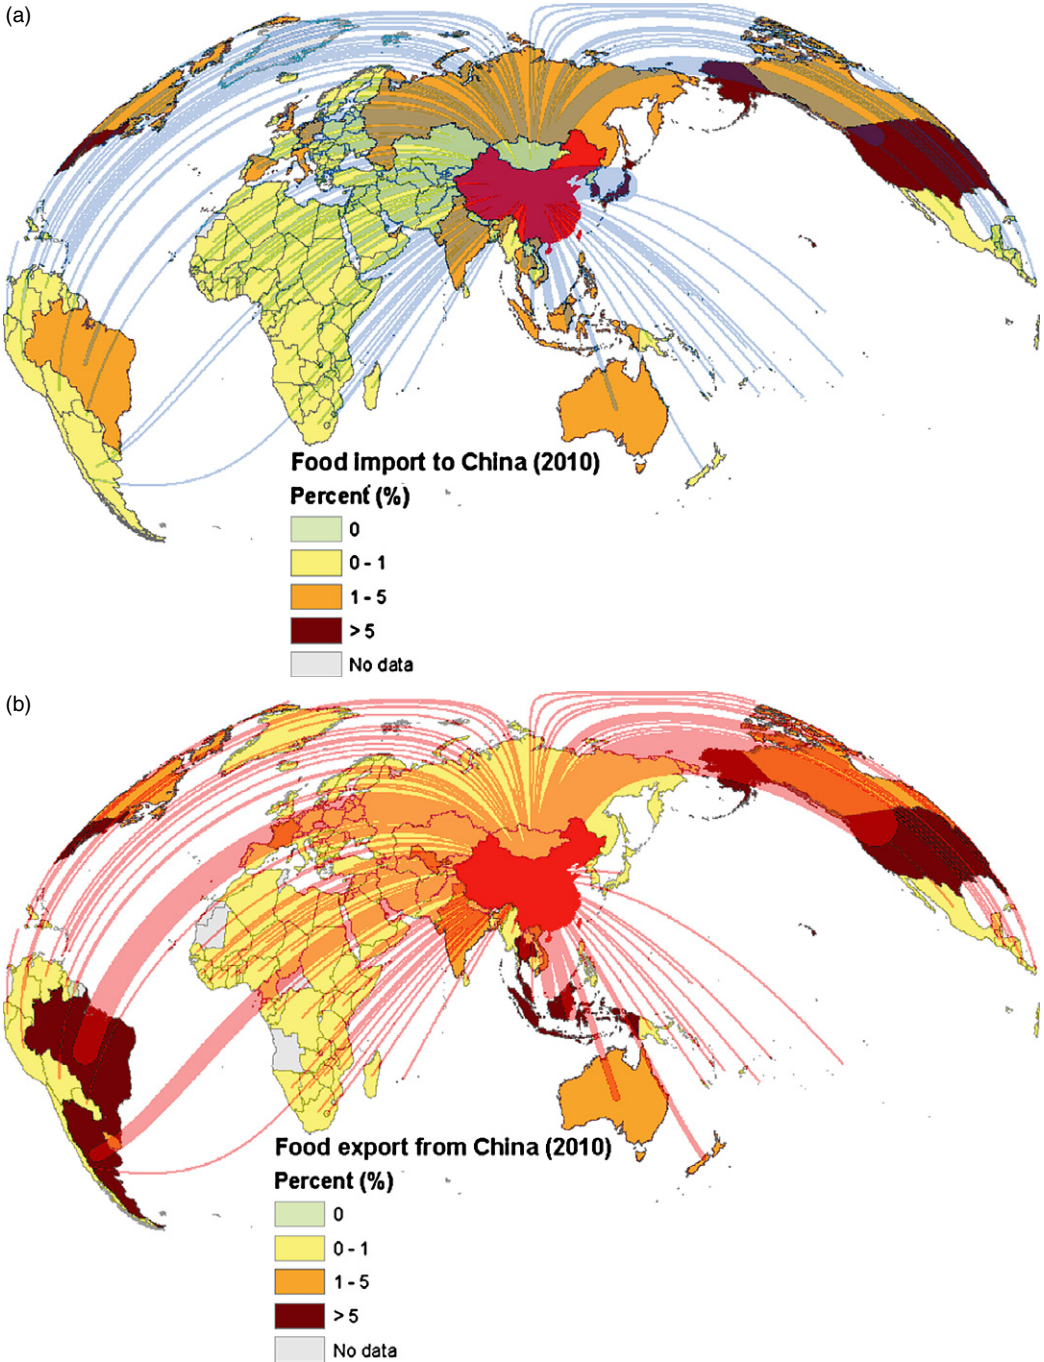 (a)
Food import to China (2010)
Percent (%)
0
0 - 1
1 - 5
> 5
No data
(b)
Food export from China (2010)
Percent (%)
0
0 - 1
1 - 5
> 5
No data